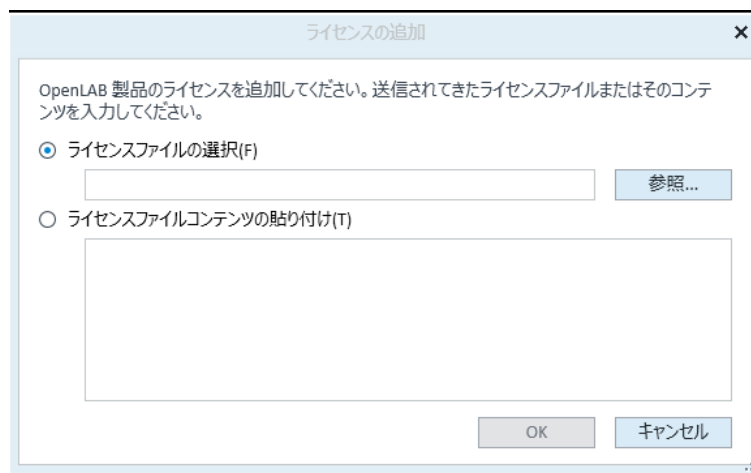 ライセンスの追加
OpenLAB 製品のライセンスを追加してください。送信されてきたライセンスファイルまたはそのコンテ
ンツを入力してください。
ライセンスファイルの選択(F)
参照...
ライセンスファイルコンテンツの貼り付け(T)
OK
キャンセル